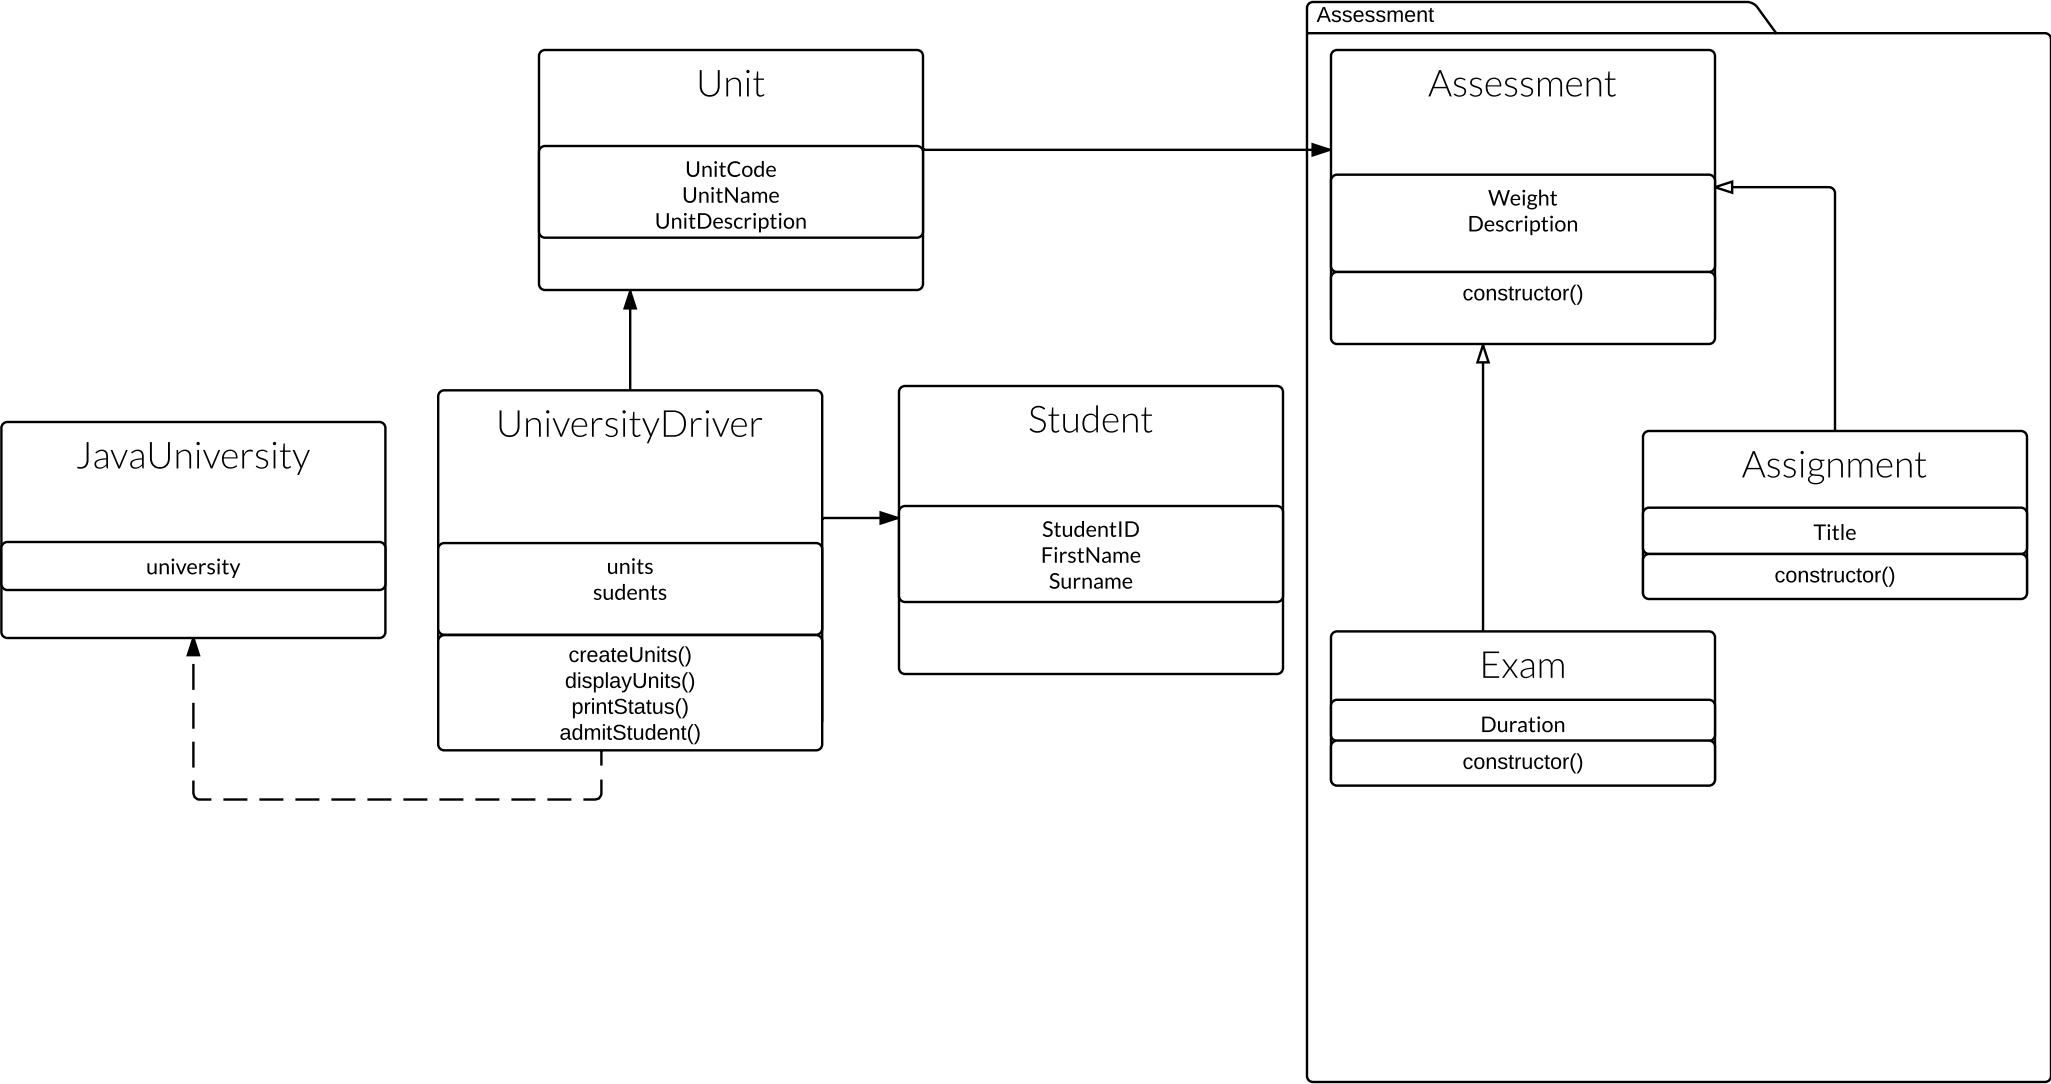 Assessment
Unit
UnitCode
UnitName
UnitDescription
Assessment
Weight
Description
constructor()
JavaUniversity
university
UniversityDriver
units
sudents
createUnits()
displayUnits()
printStatus()
admitStudent()
Student
StudentID
FirstName
Surname
Assignment
Title
constructor()
Exam
Duration
constructor()